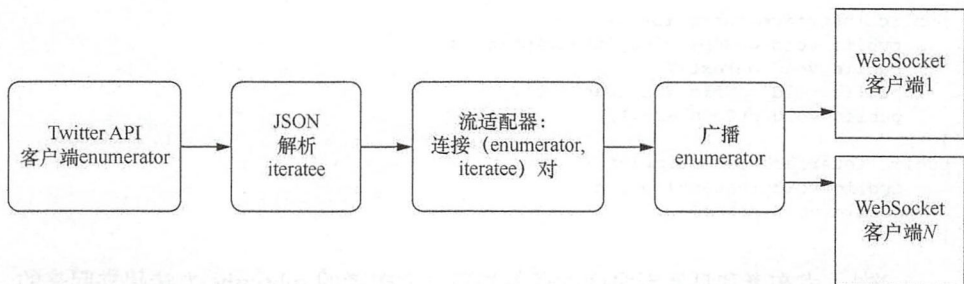 Twitter API
客户端enumerator
JSON
解析
iteratee
流适配器：
连接（enumerator,
iteratee）对
广播
enumerator
WebSocket
客户端1
WebSocket
客户端N